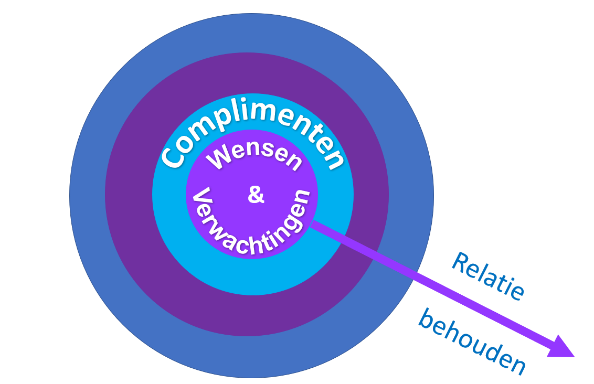 Complimenten
Wensen
&
Verwachtingen
Relatie
behouden